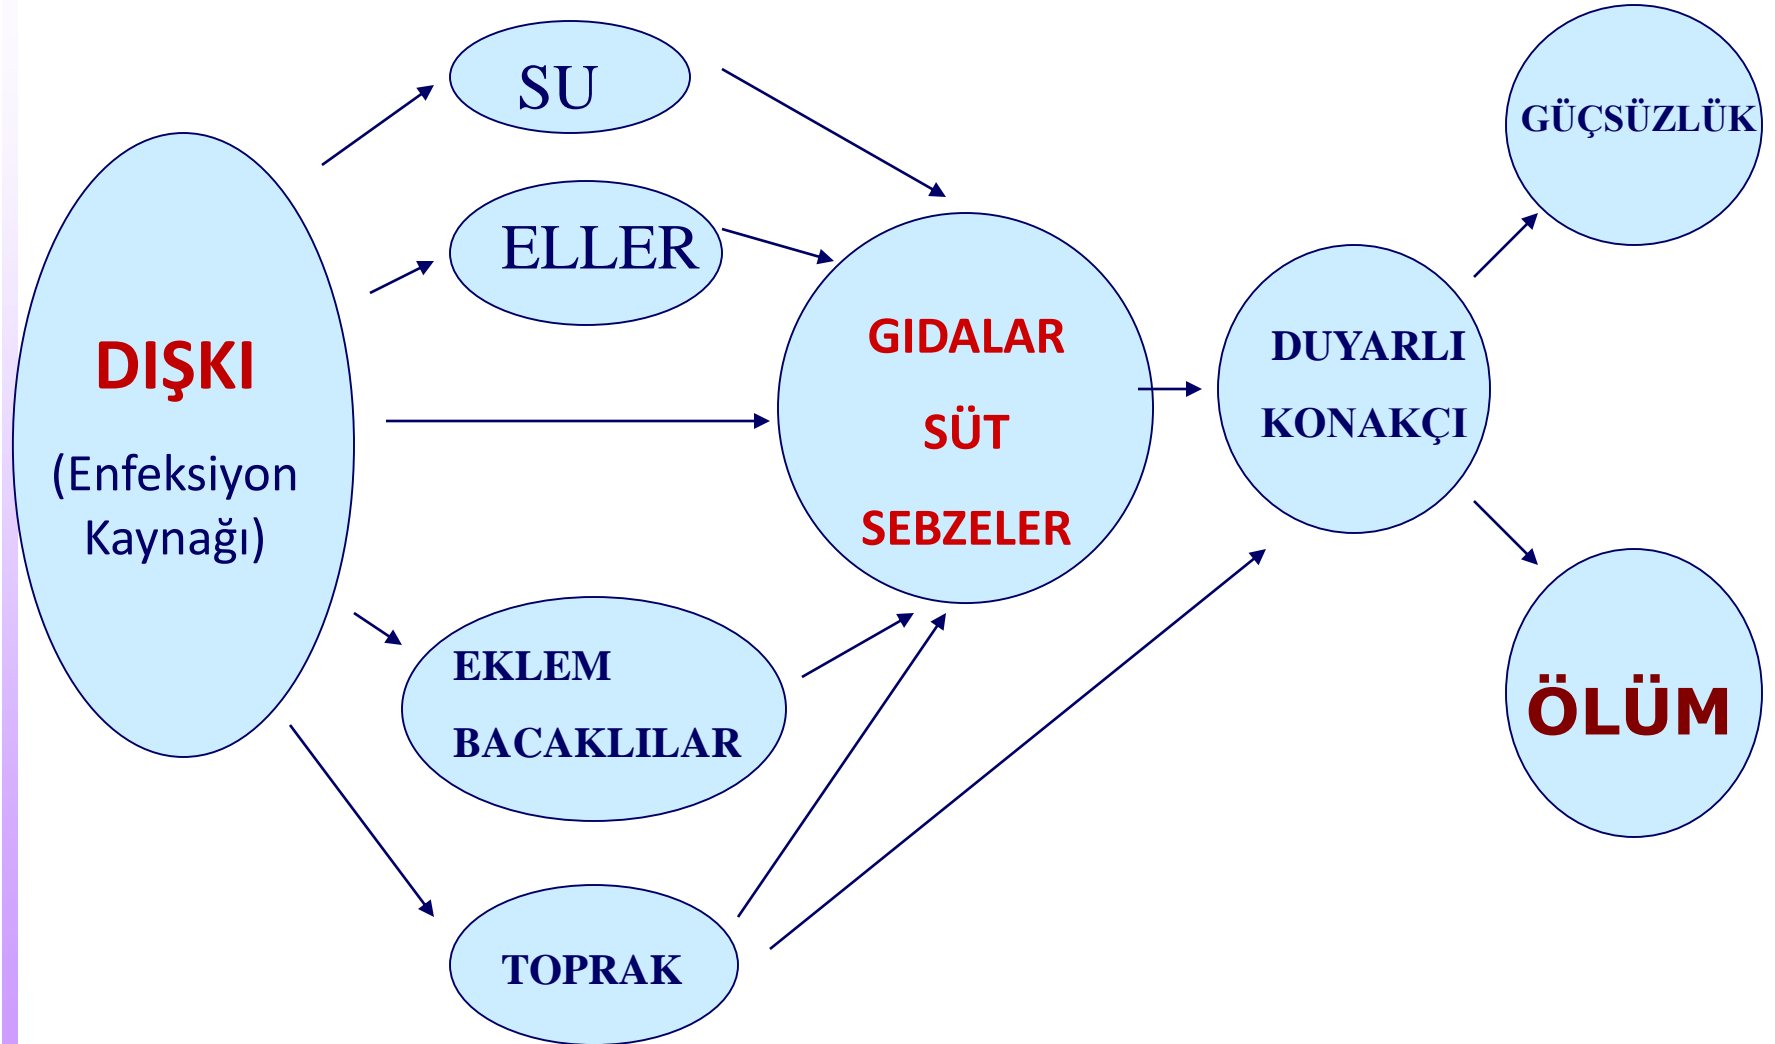 SU
ELLER
DIŞKI
(Enfeksiyon
Kaynağı)
EKLEM
BACAKLILAR
TOPRAK
GIDALAR
SÜT
SEBZELER
DUYARLI
KONAKÇI
GÜÇSÜZLÜK
ÖLÜM